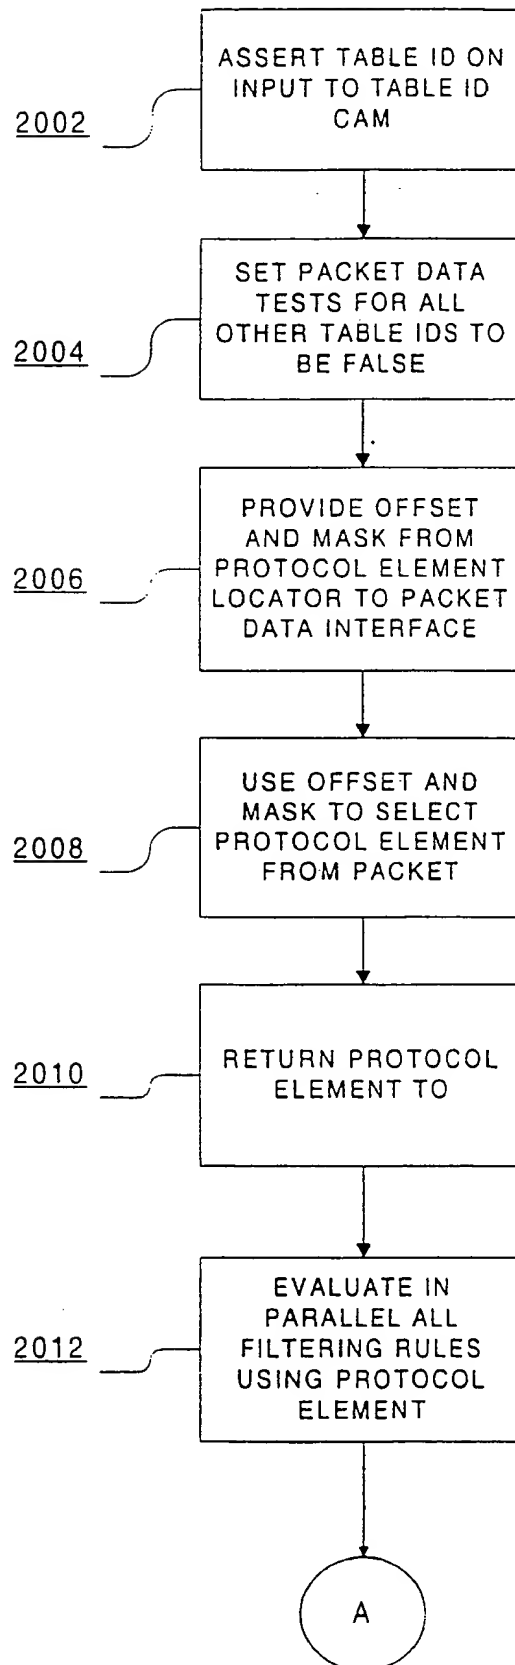 2002
ASSERT TABLE ID ON
INPUT TO TABLE ID
CAM
2004
SET PACKET DATA
TESTS FOR ALL
OTHER TABLE IDS TO
BE FALSE
2006
PROVIDE OFFSET
AND MASK FROM
PROTOCOL ELEMENT
LOCATOR TO PACKET
DATA INTERFACE
2008
USE OFFSET AND
MASK TO SELECT
PROTOCOL ELEMENT
FROM PACKET
2010
RETURN PROTOCOL
ELEMENT TO
2012
EVALUATE IN
PARALLEL ALL
FILTERING RULES
USING PROTOCOL
ELEMENT
A